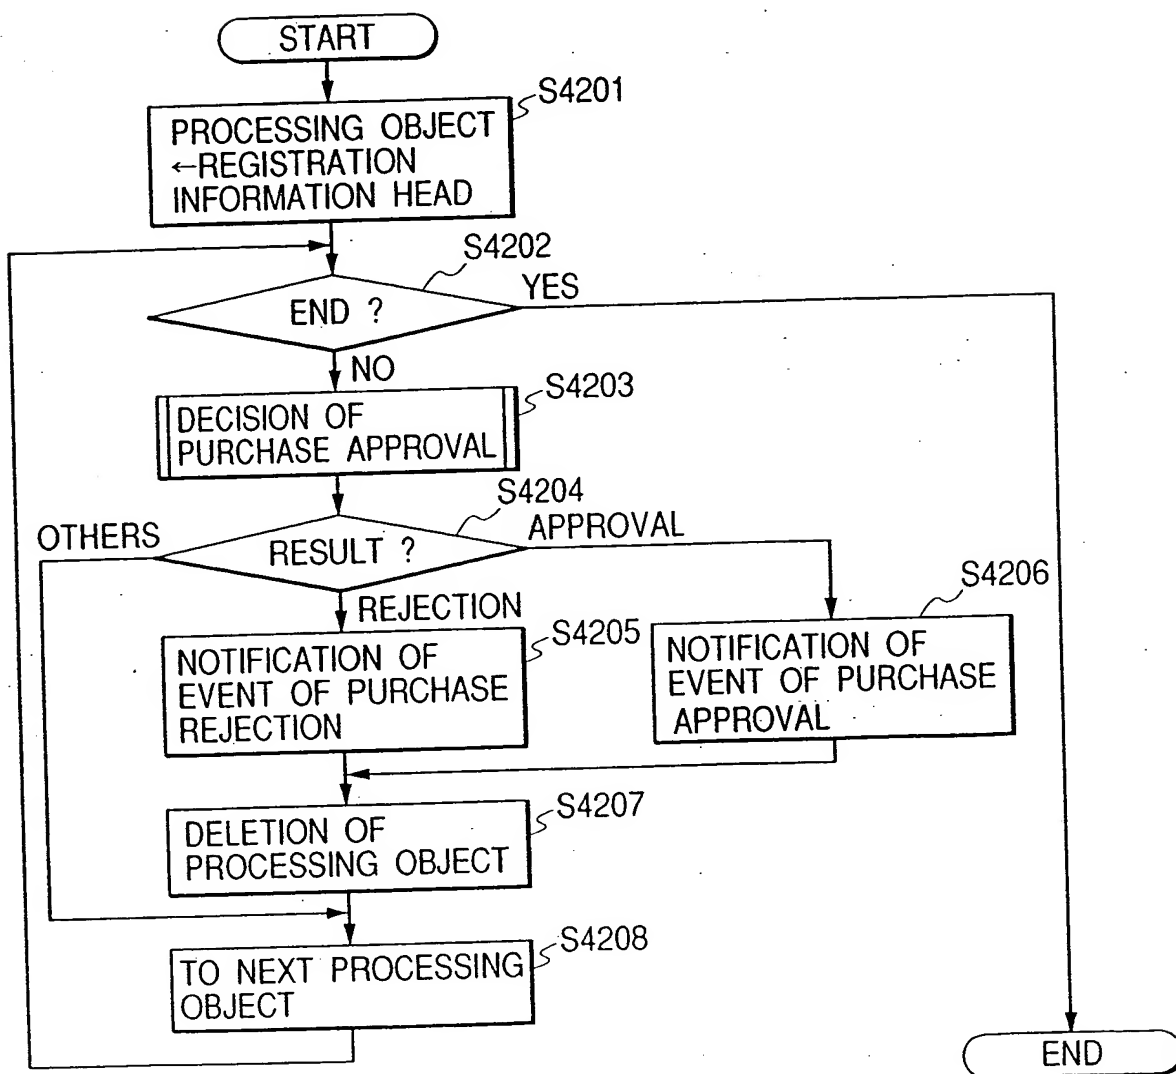 START
S4201
PROCESSING OBJECT
←REGISTRATION
INFORMATION HEAD
S4202
END ?
YES
NO
S4203
DECISION OF
PURCHASE APPROVAL
S4204
OTHERS
RESULT ?
APPROVAL
REJECTION
S4205
NOTIFICATION OF
EVENT OF PURCHASE
REJECTION
S4206
NOTIFICATION OF
EVENT OF PURCHASE
APPROVAL
S4207
DELETION OF
PROCESSING OBJECT
S4208
TO NEXT PROCESSING
OBJECT
END